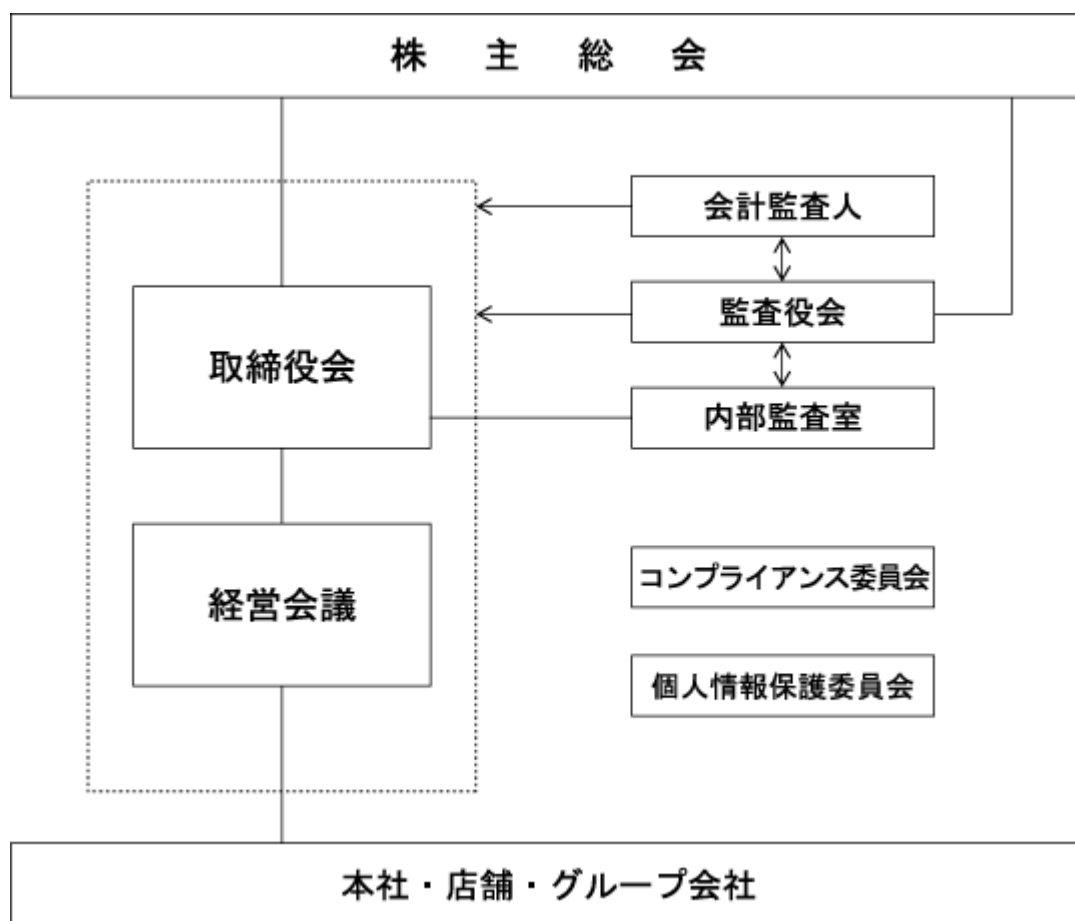 株主総会
会計監査人
監査役会
取締役会
内部監査室
コンプライアンス委員会
経営会議
個人情報保護委員会
本社・店舗・グループ会社